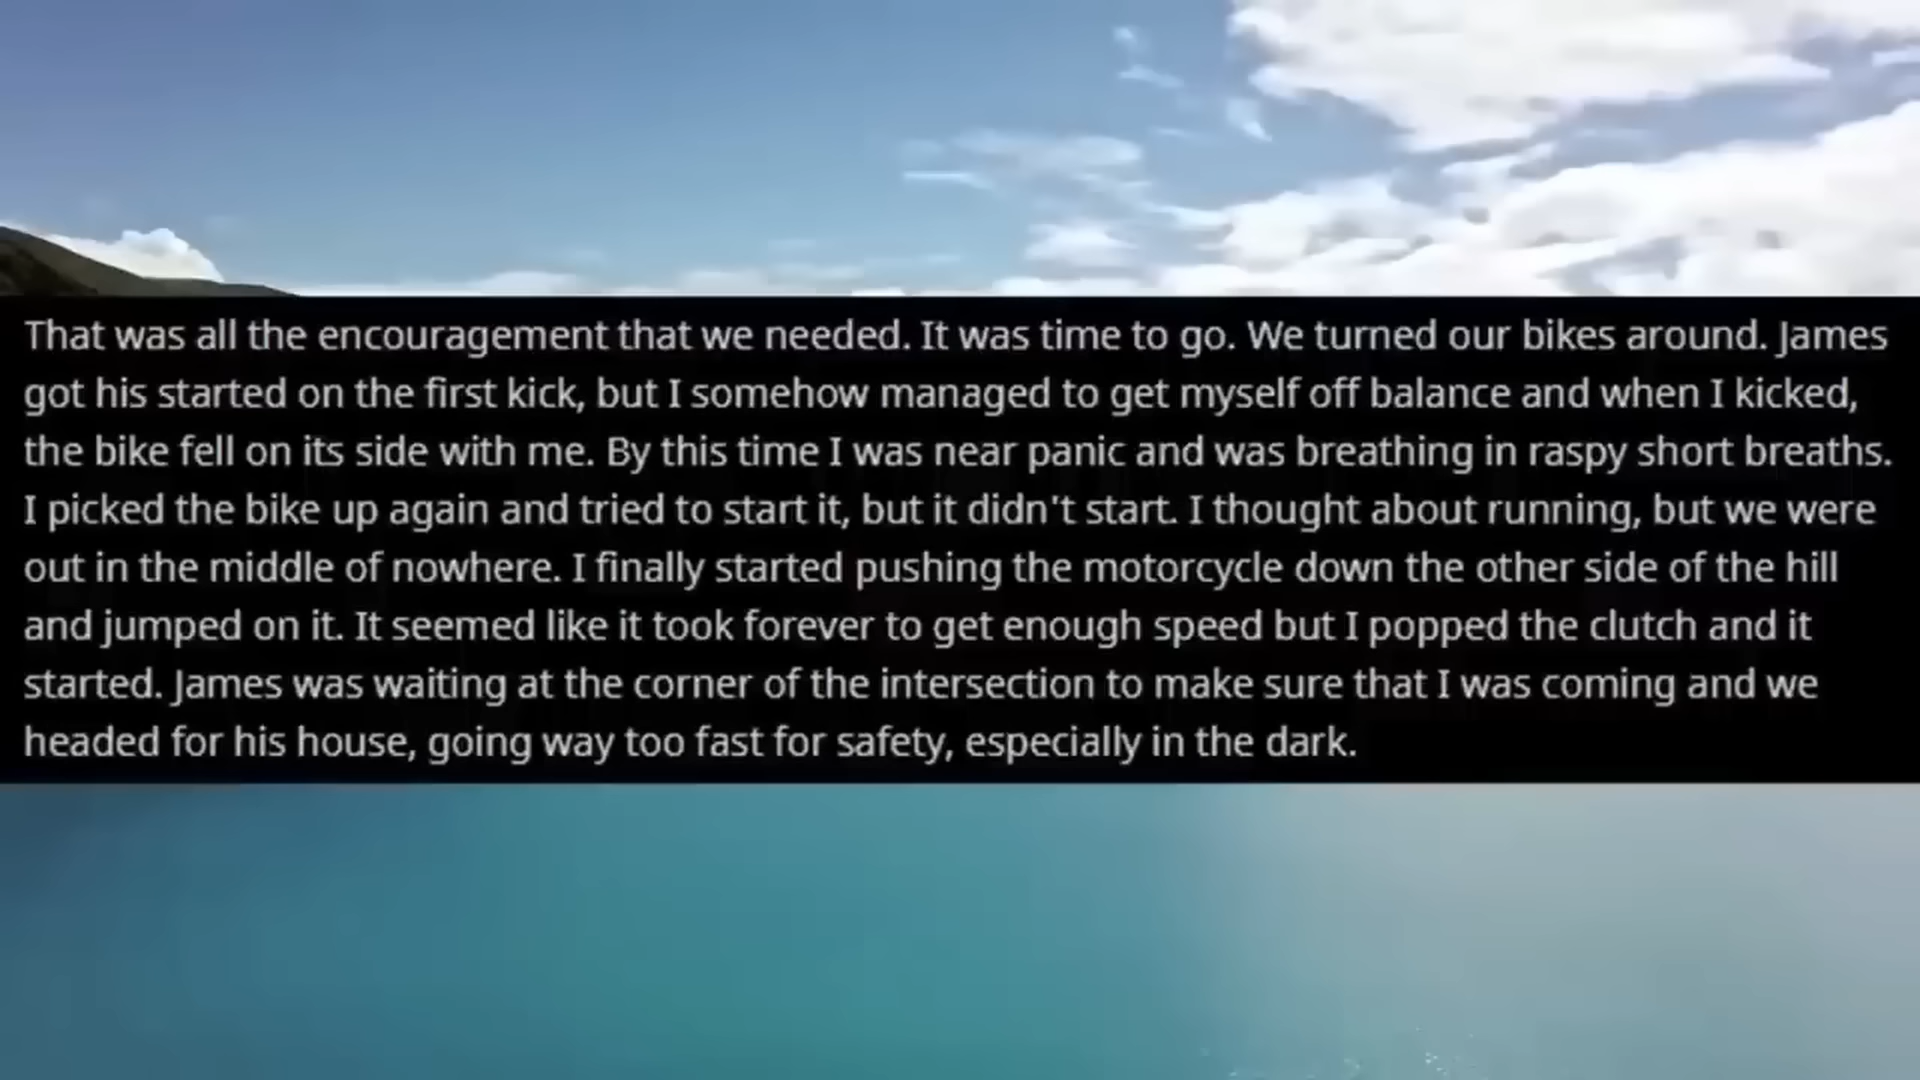 That was all the encouragement that we needed. It was time to go. We turned our bikes around. James
got his started on the first kick, but I somehow managed to get myself off balance and when I kicked,
the bike fell on its side with me. By this time I was near panic and was breathing in raspy short breaths.
I picked the bike up again and tried to start it, but it didn't start. I thought about running, but we were
out in the middle of nowhere. I finally started pushing the motorcycle down the other side of the hill
and jumped on it. It seemed like it took forever to get enough speed but I popped the clutch and it
started. James was waiting at the corner of the intersection to make sure that I was coming and we
headed for his house, going way too fast for safety, especially in the dark.